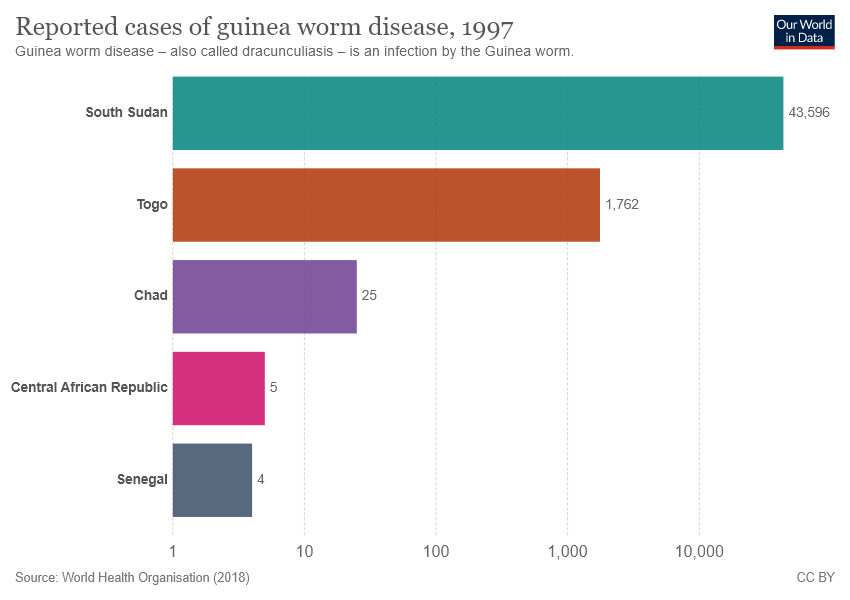 Reported cases of guinea worm disease, 1997
Guinea worm disease – also called dracunculiasis – is an infection by the Guinea worm.
Our World
in Data
South Sudan
43,596
Togo
1,762
Chad
25
Central African Republic
5
Senegal
4
1
10
100
1,000
10,000
Source: World Health Organisation (2018)
CC BY